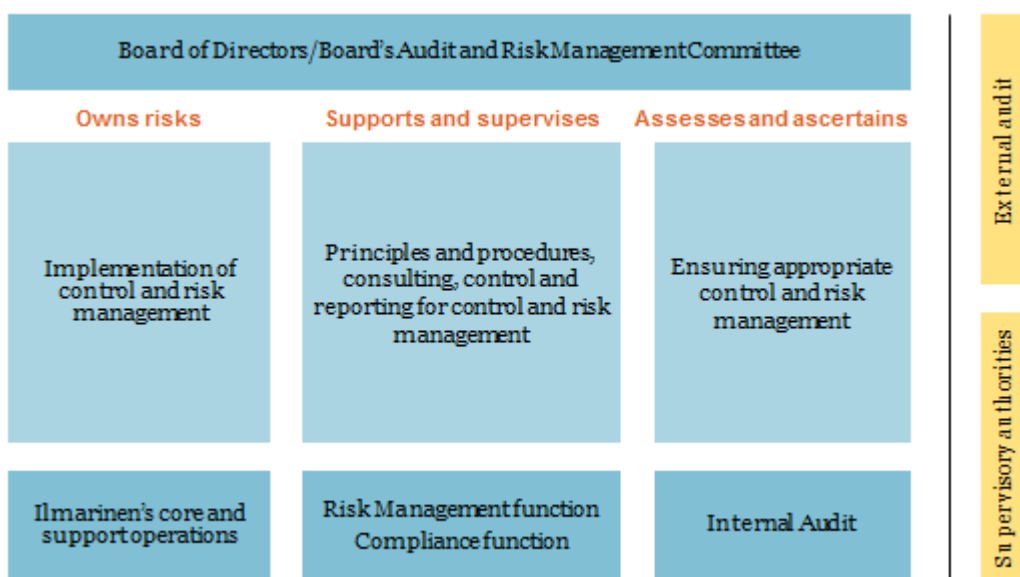 Board of Directors/Board's Audit and Risk Management Committee
Owns risks
Supports and supervises
Assesses and ascertains
Implementation of
control and risk
management
Principles and procedures,
consulting, control and
reporting for control and risk
management
Ensuring appropriate
control and risk
management
Ilmarinen's core and
support operations
Risk Management function
Compliance function
Internal Audit
External audit
Supervisory authorities